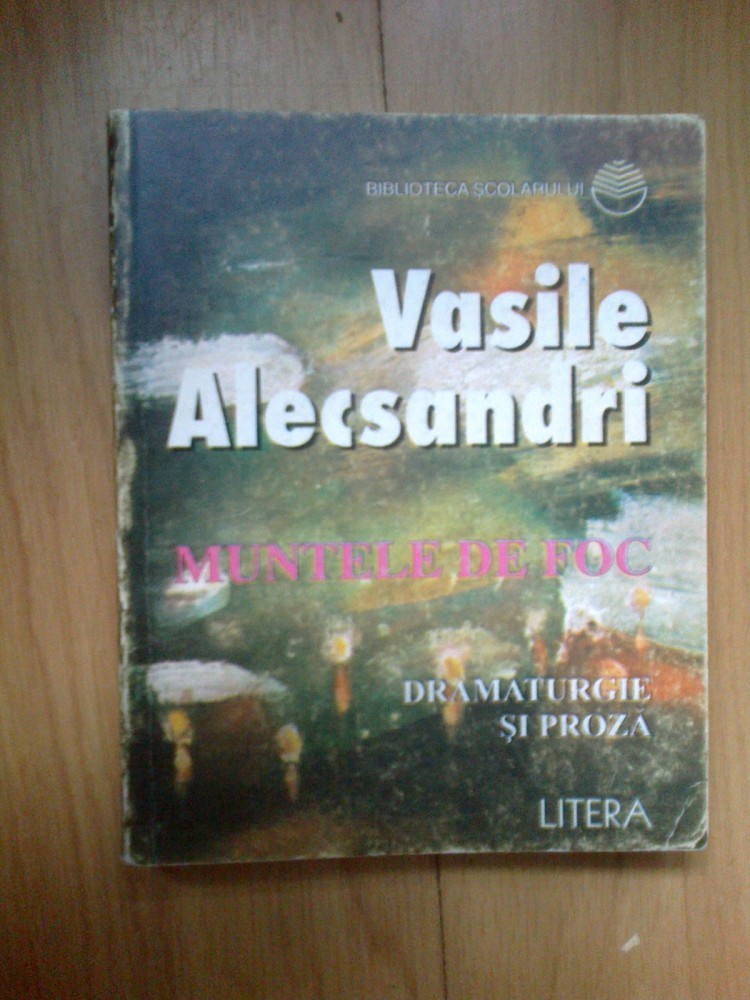 BIBLIOTECA ŞCOLARULUI
Vasile
Alecsandri
MUNTELE DE FOC
DRAMATURGIE
ŞI PROZĂ
LITERA